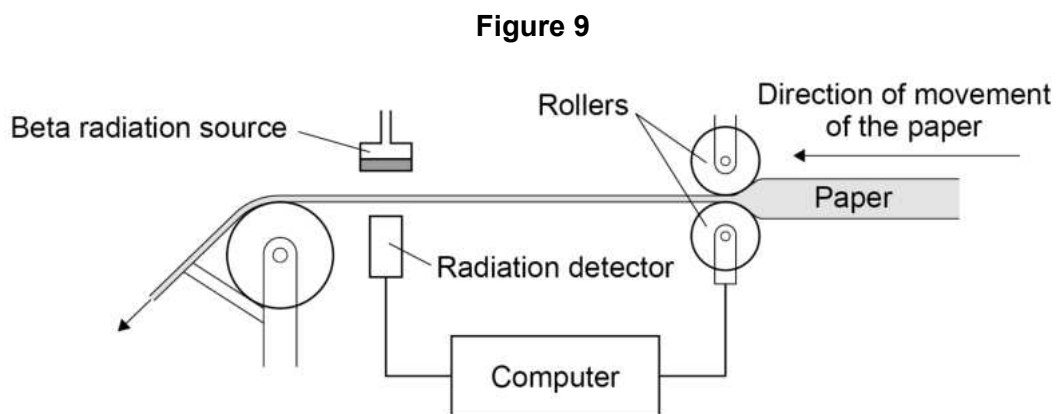 Figure 9
Beta radiation source
Rollers
Direction of movement
of the paper
Paper
Radiation detector
Computer